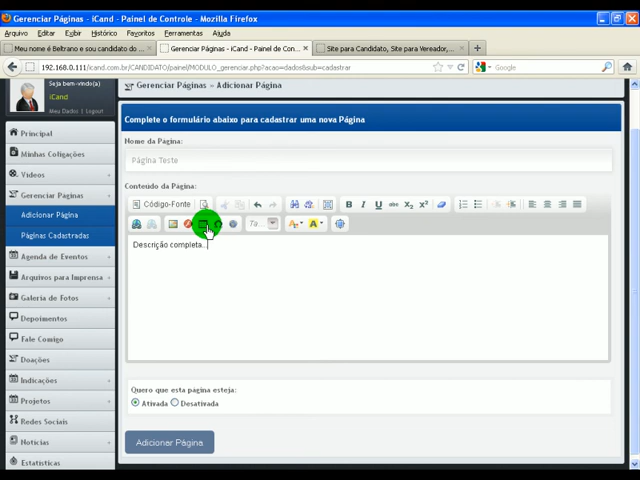 Gerenciar Páginas - iCand - Painel de Controle - Mozilla Firefox
Arquivo Editar Exibir Histórico Favoritos Ferramentas Ajuda
Meu nome é Beltrano e sou candidato do ... Gerenciar Páginas - iCand - Painel de Con... Site para Candidato, Site para Vereador,...
192.168.0.111/icand.com.br/CANDIDATO/painel/MODULO_gerenciar.php?acao=dados&sub=cadastrar Google
Seja bem-vindo(a)
iCand
Meu Dados | Logout
Gerenciar Páginas » Adicionar Página
Complete o formulário abaixo para cadastrar uma nova Página
Principal
Minhas Coligações
Vídeos
Gerenciar Paginas
Adicionar Página
Páginas Cadastradas
Agenda de Eventos
Arquivos para Imprensa
Galeria de Fotos
Depoimentos
Fale Comigo
Doações
Indicações
Projetos
Redes Sociais
Notícias
Estatísticas
Nome da Página:
Página Teste
Conteúdo da Página:
Código-Fonte B I U abc X₂ X²
Ta... A A
Descrição completa..
Quero que esta página esteja:
Ativada Desativada
Adicionar Página